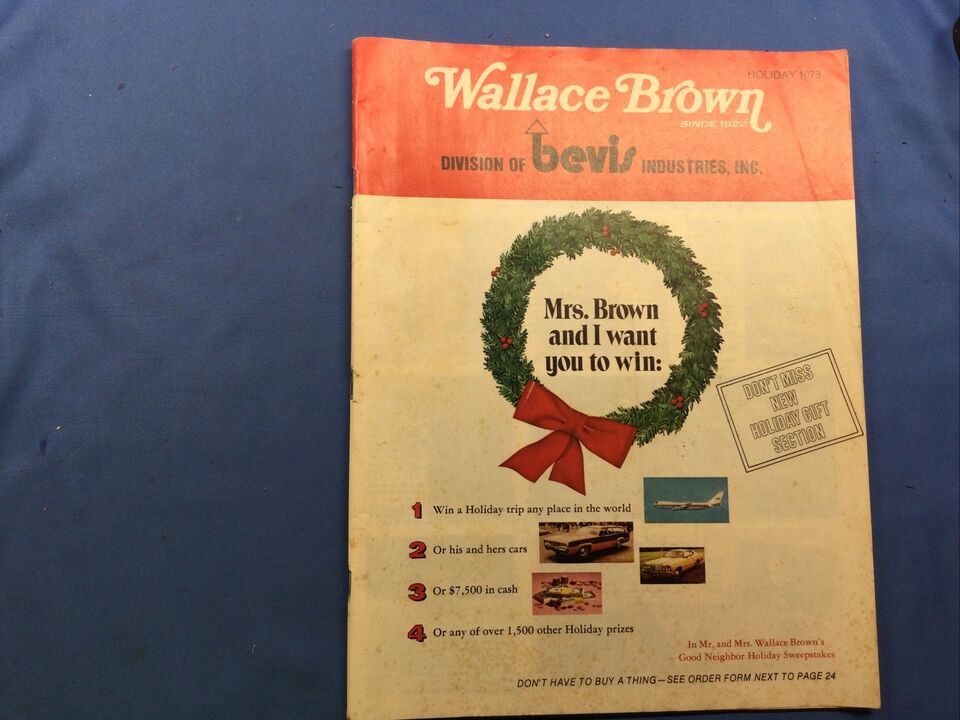 HOLIDAY 1973
Wallace Brown
SINCE 1922
DIVISION OF bevis INDUSTRIES, INC.
Mrs. Brown
and I want
you to win:
DON'T MISS
NEW
HOLIDAY GIFT
SECTION
1 Win a Holiday trip any place in the world
2 Or his and hers cars
3 Or $7,500 in cash
4 Or any of over 1,500 other Holiday prizes
In Mr, and Mrs. Wallace Brown's
Good Neighbor Holiday Sweepstakes
DON'T HAVE TO BUY A THING—SEE ORDER FORM NEXT TO PAGE 24